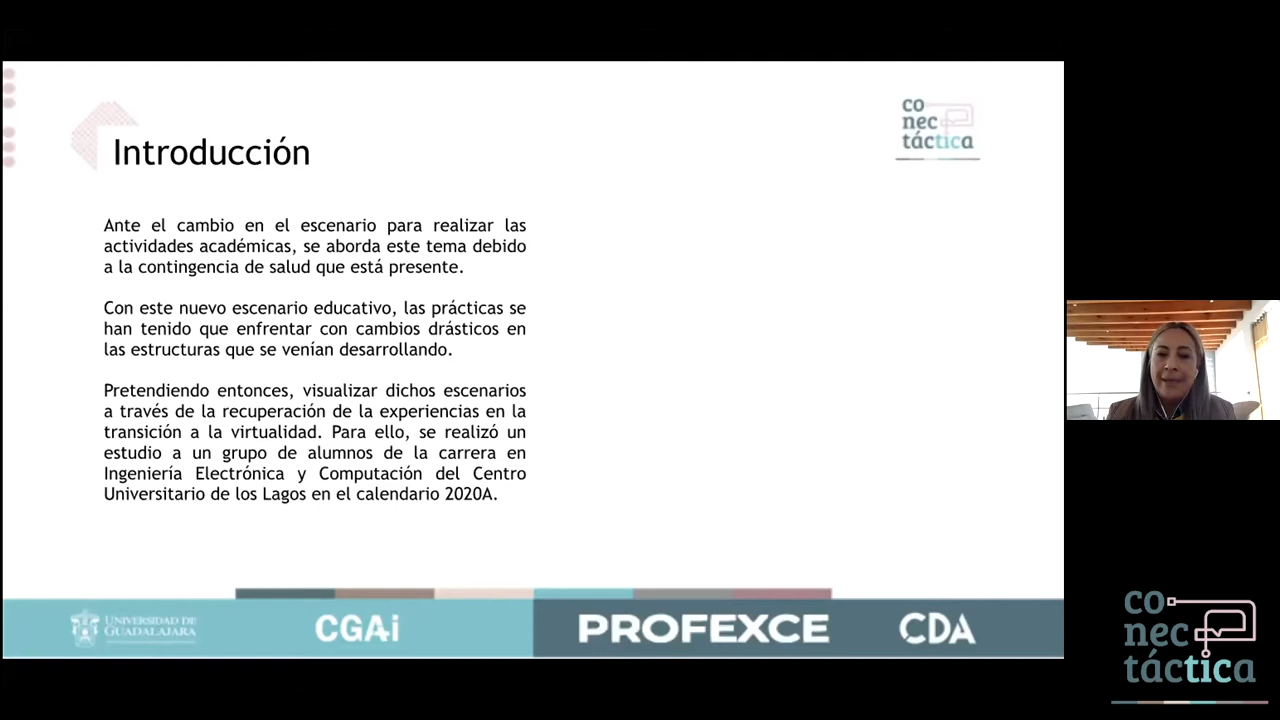 Introducción
co
nec
táctica
Ante el cambio en el escenario para realizar las
actividades académicas, se aborda este tema debido
a la contingencia de salud que está presente.
Con este nuevo escenario educativo, las prácticas se
han tenido que enfrentar con cambios drásticos en
las estructuras que se venían desarrollando.
Pretendiendo entonces, visualizar dichos escenarios
a través de la recuperación de la experiencias en la
transición a la virtualidad. Para ello, se realizó un
estudio a un grupo de alumnos de la carrera en
Ingeniería Electrónica y Computación del Centro
Universitario de los Lagos en el calendario 2020A.
UNIVERSIDAD DE
GUADALAJARA
CGAi
PROFEXCE
CDA
co
nec
táctica